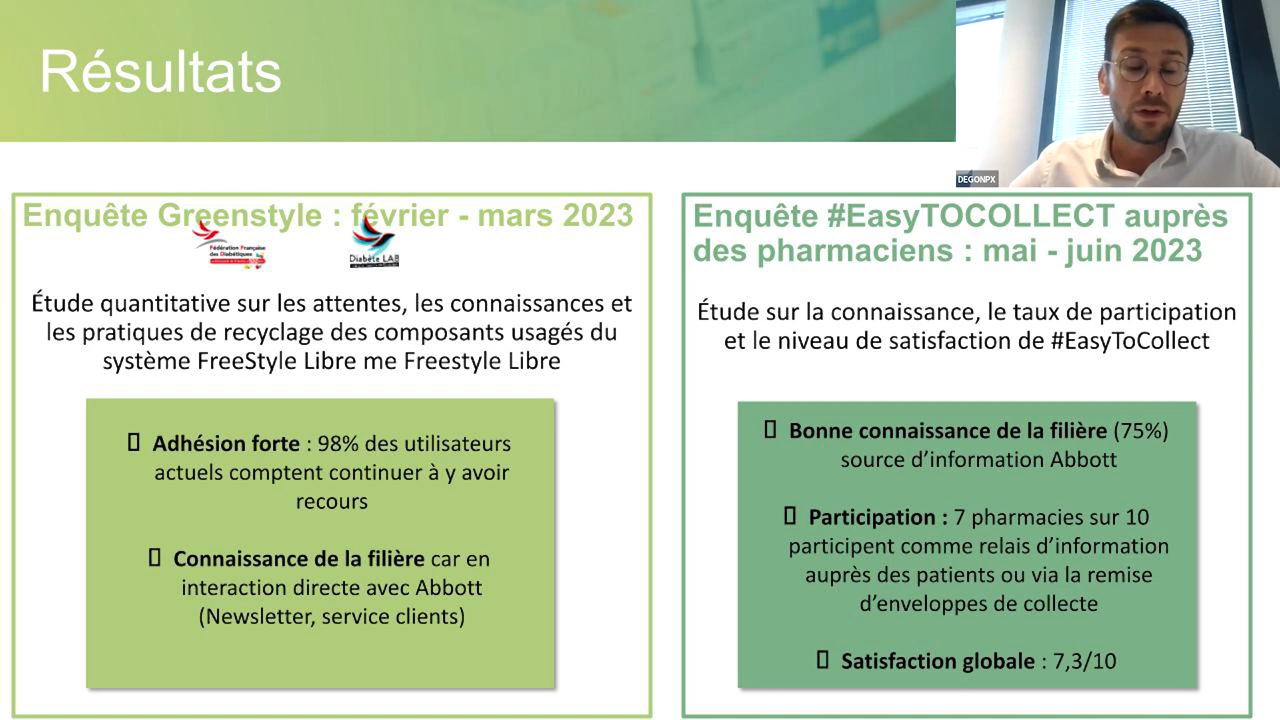 Résultats
DEGONPX
Enquête Greenstyle : février - mars 2023
Fédération Française
des Diabétiques
Diabète LAB
Étude quantitative sur les attentes, les connaissances et
les pratiques de recyclage des composants usagés du
système FreeStyle Libre me Freestyle Libre
Adhésion forte : 98% des utilisateurs
actuels comptent continuer à y avoir
recours
Connaissance de la filière car en
interaction directe avec Abbott
(Newsletter, service clients)
Enquête #EasyTOCOLLECT auprès
des pharmaciens : mai - juin 2023
Étude sur la connaissance, le taux de participation
et le niveau de satisfaction de #EasyToCollect
Bonne connaissance de la filière (75%)
source d’information Abbott
Participation : 7 pharmacies sur 10
participent comme relais d’information
auprès des patients ou via la remise
d’enveloppes de collecte
Satisfaction globale : 7,3/10